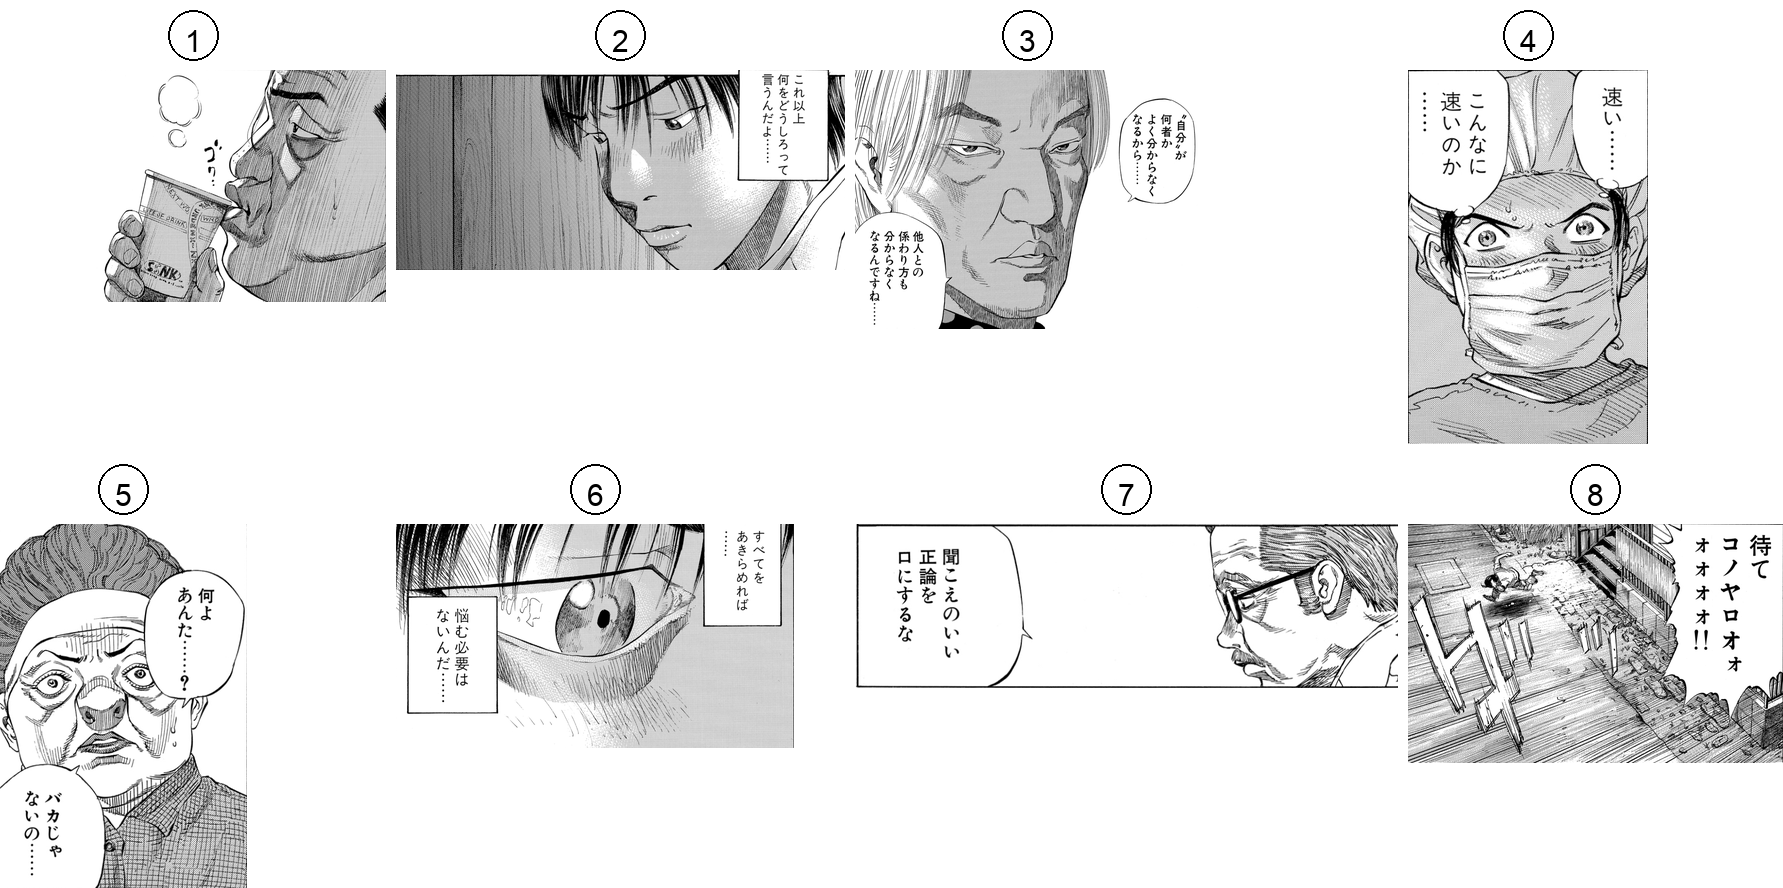 1
ゴク…
SONK
2
これ以上
何をどうしろって
言うんだよ……
3
“自分”が
何者か
よく分からなく
なるから……
他人との
係わり方も
分からなく
なるんですね……
4
速い……
こんなに
速いのか
……
5
何よ
あんた……？
バカじゃ
ないの……
6
すべてを
あきらめれば
……
悩む必要は
ないんだ……
7
聞こえのいい
正論を
口にするな
8
待て
コノヤロオォ
ォォォォ!!